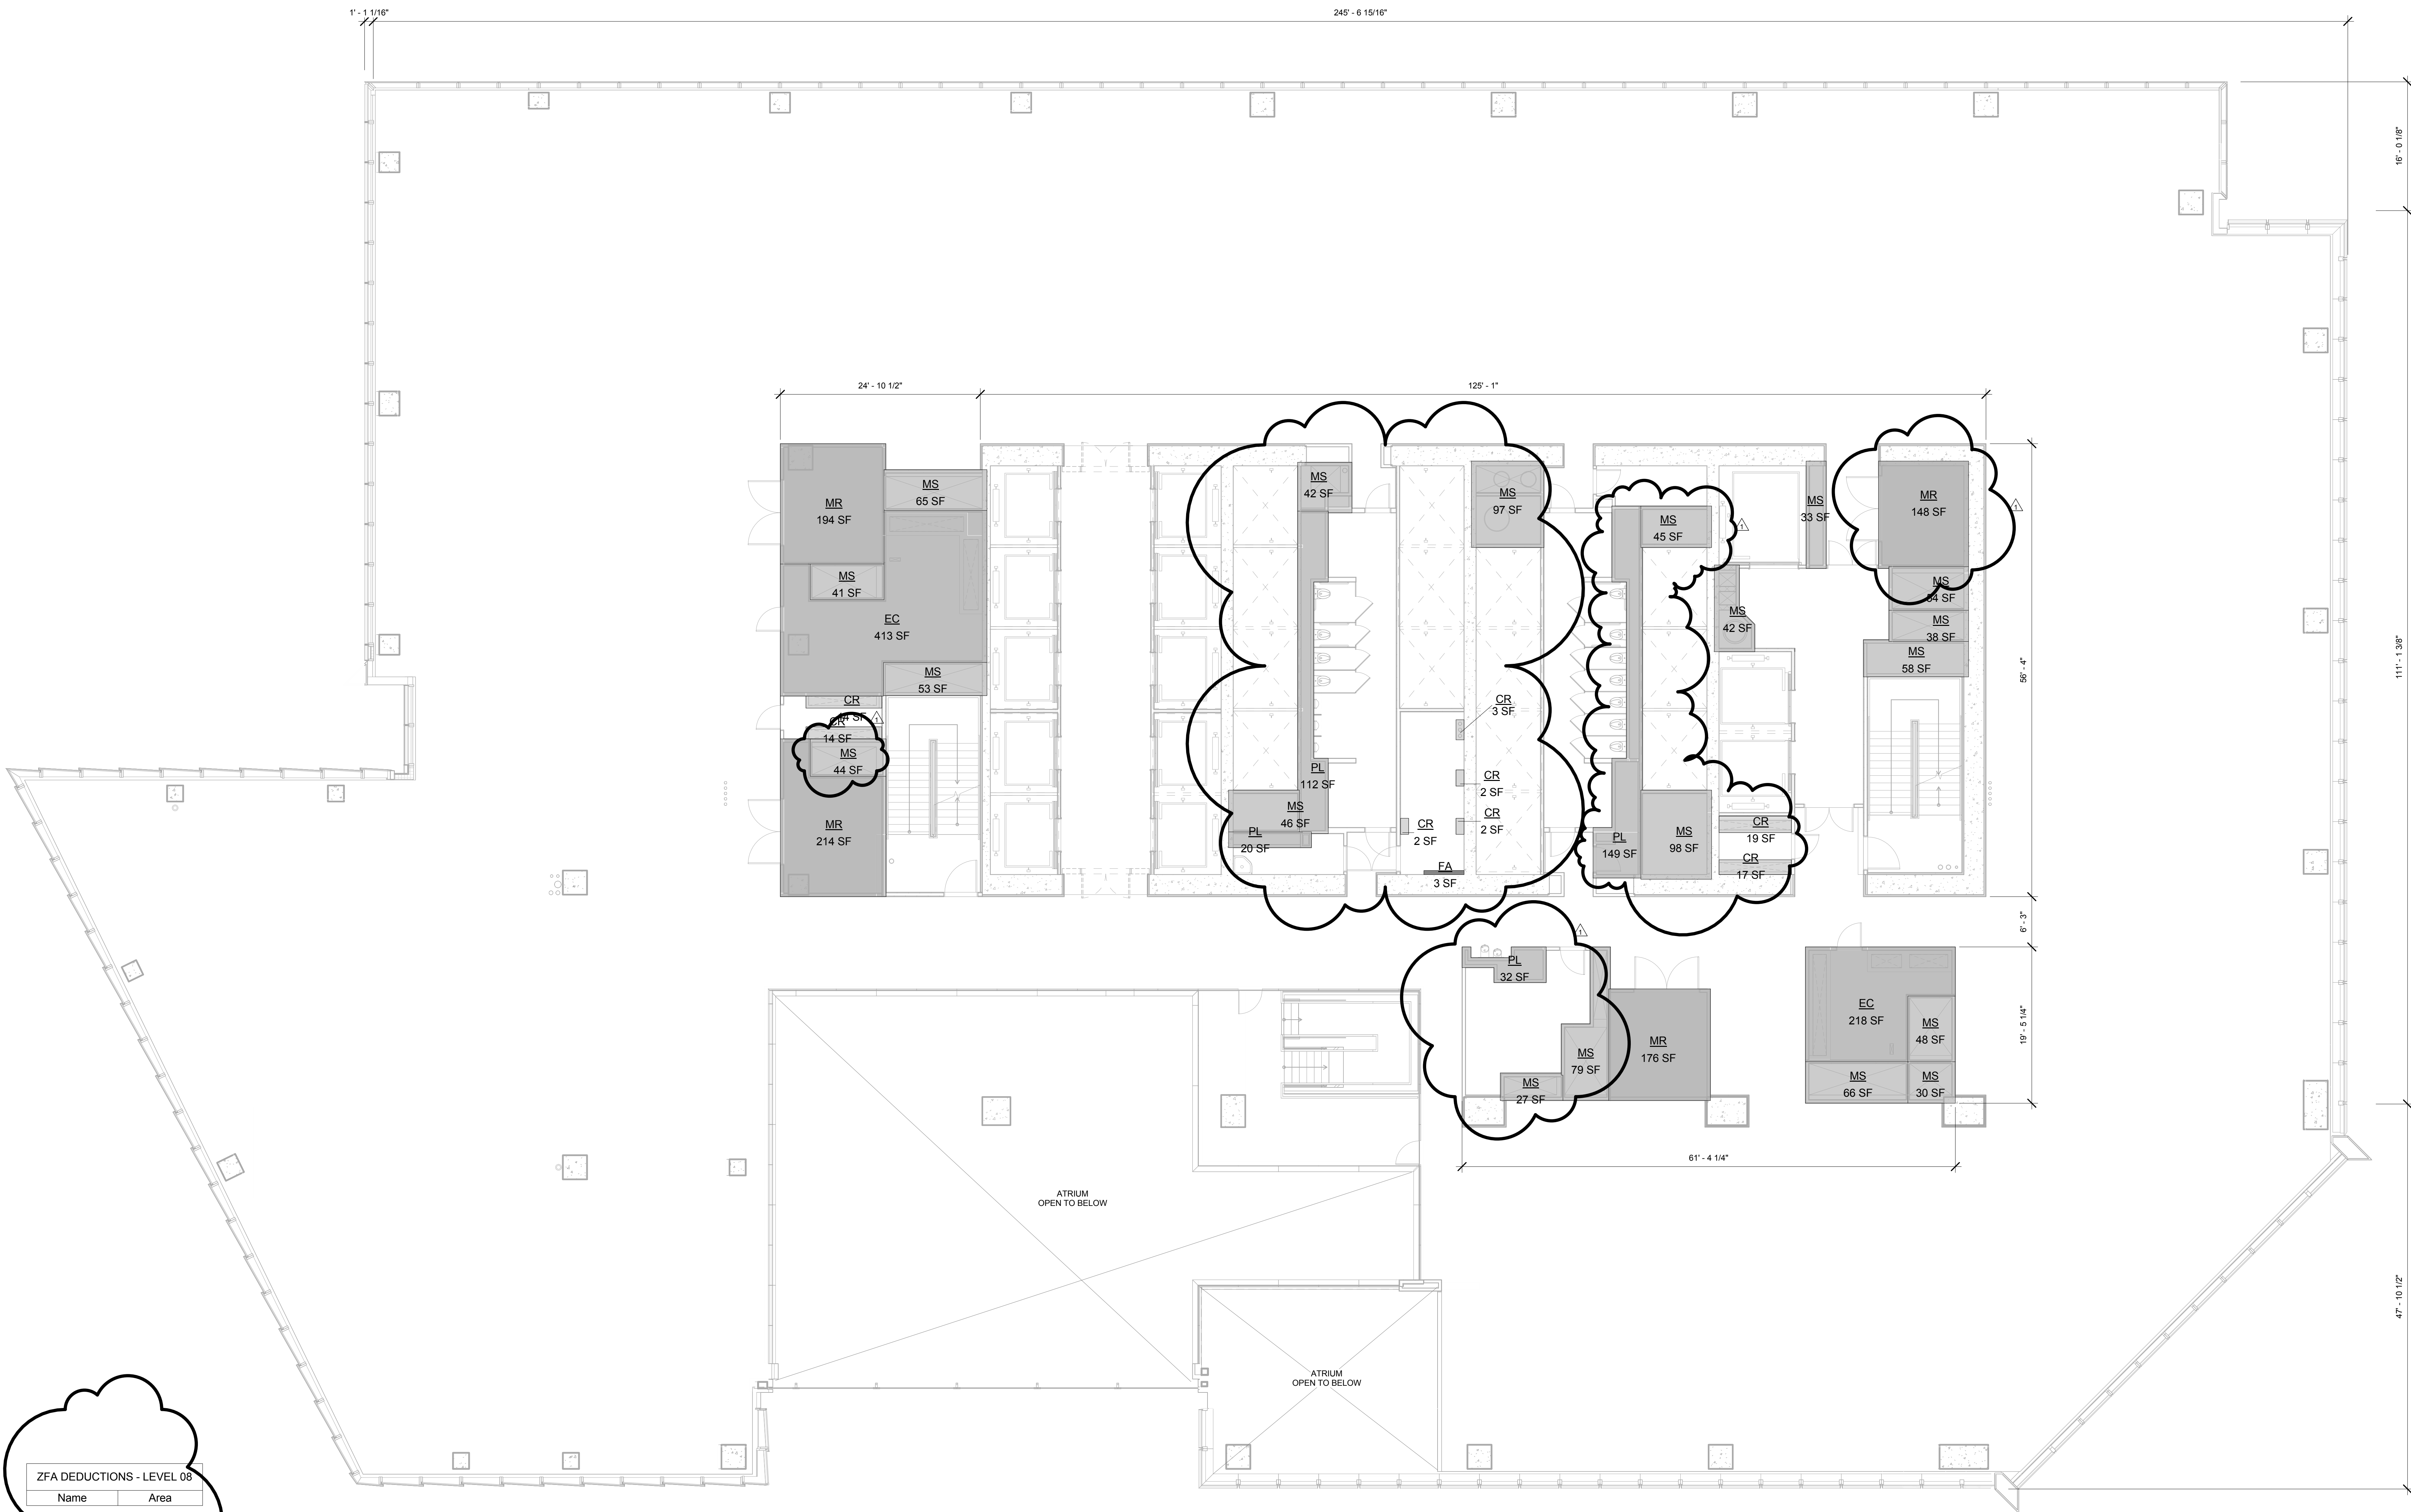 1' - 1 1/16"
245' - 6 15/16"
16' - 0 1/8"
24' - 10 1/2"
125' - 1"
MR
194 SF
MS
65 SF
MS
41 SF
EC
413 SF
MS
53 SF
CR
14 SF
CR
14 SF
1
MS
44 SF
MR
214 SF
MS
42 SF
MS
97 SF
PL
112 SF
MS
46 SF
PL
20 SF
CR
3 SF
CR
2 SF
CR
2 SF
CR
2 SF
FA
3 SF
MS
45 SF
1
MS
33 SF
MR
148 SF
1
MS
42 SF
MS
54 SF
MS
38 SF
MS
58 SF
PL
149 SF
MS
98 SF
CR
19 SF
CR
17 SF
56' - 4"
111' - 1 3/8"
6' - 3"
19' - 5 1/4"
1
PL
32 SF
MS
79 SF
MS
27 SF
MR
176 SF
EC
218 SF
MS
48 SF
MS
66 SF
MS
30 SF
61' - 4 1/4"
47' - 10 1/2"
ATRIUM
OPEN TO BELOW
ATRIUM
OPEN TO BELOW
ZFA DEDUCTIONS - LEVEL 08
Name Area